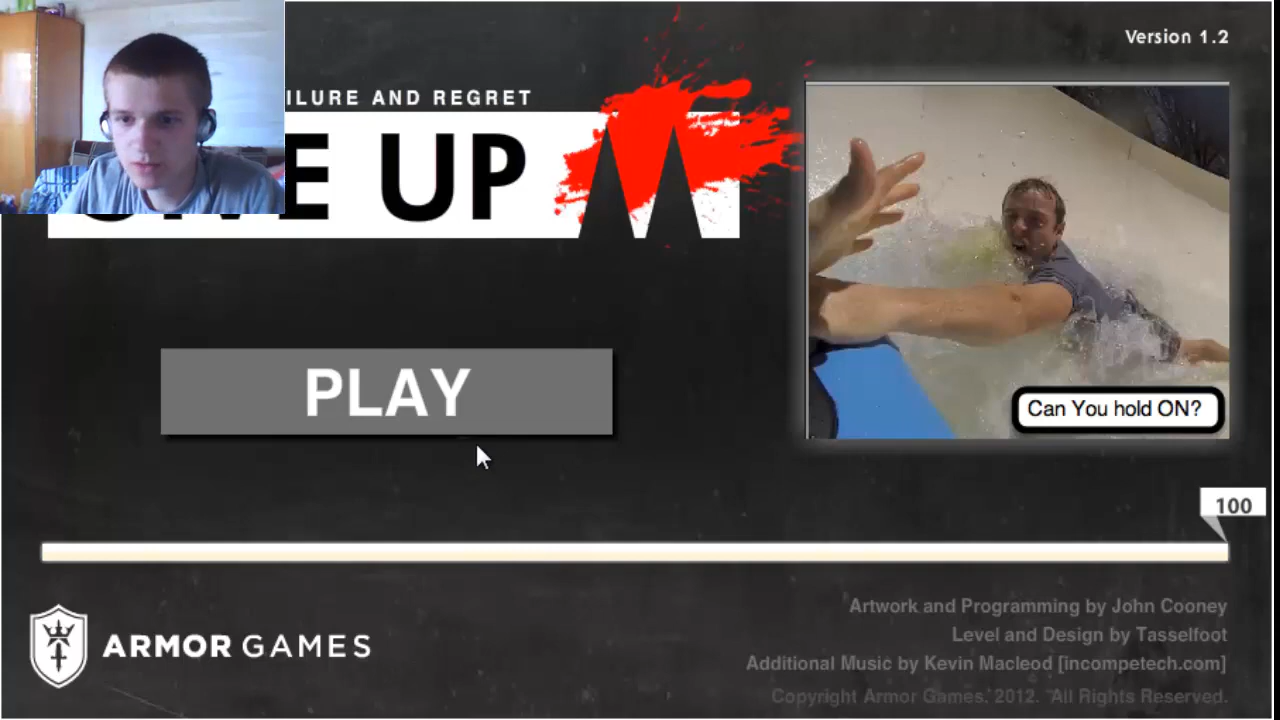 Version 1.2
ILURE AND REGRET
E UP
PLAY
Can You hold ON?
100
ARMOR GAMES
Artwork and Programming by John Cooney
Level and Design by Tasselfoot
Additional Music by Kevin Macleod [incompetech.com]
Copyright Armor Games. 2012. All Rights Reserved.